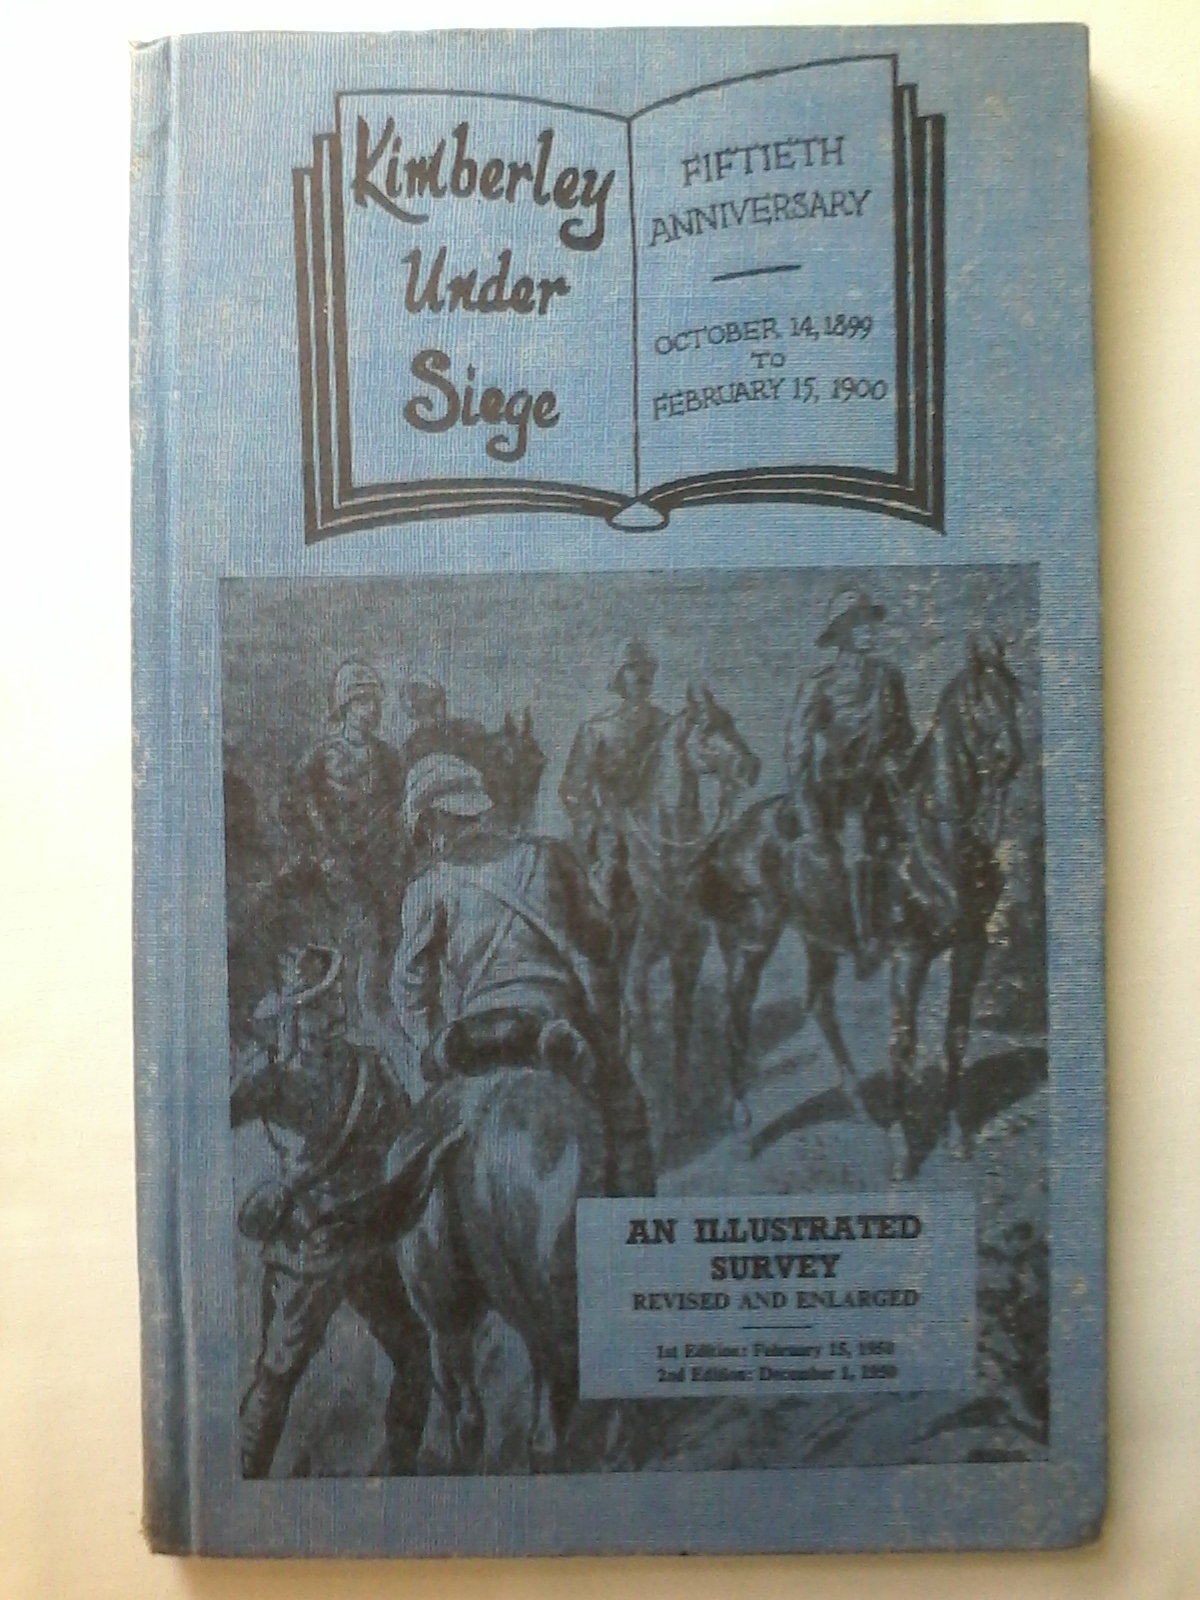 Kimberley
Under
Siege
FIFTIETH
ANNIVERSARY
OCTOBER 14, 1899
TO
FEBRUARY 15, 1900
AN ILLUSTRATED
SURVEY
REVISED AND ENLARGED
1st Edition: February 15, 1950
2nd Edition: December 1, 1950